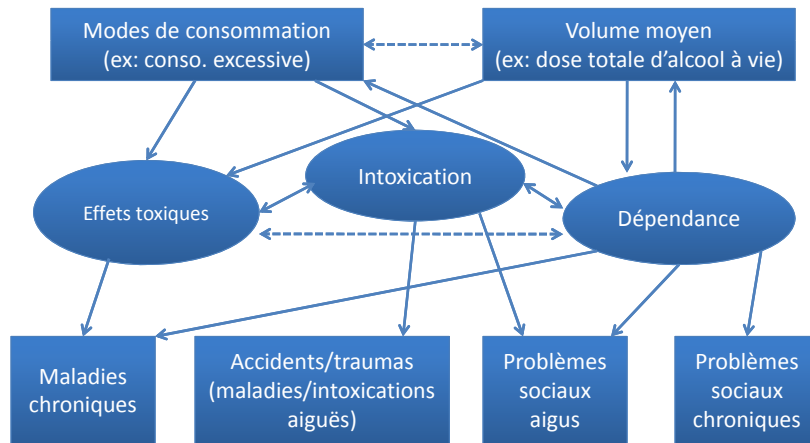 Modes de consommation
(ex: conso. excessive)
Volume moyen
(ex: dose totale d'alcool à vie)
Intoxication
Effets toxiques
Dépendance
Maladies
chroniques
Accidents/traumas
(maladies/intoxications
aiguës)
Problèmes
sociaux
aigus
Problèmes
sociaux
chroniques